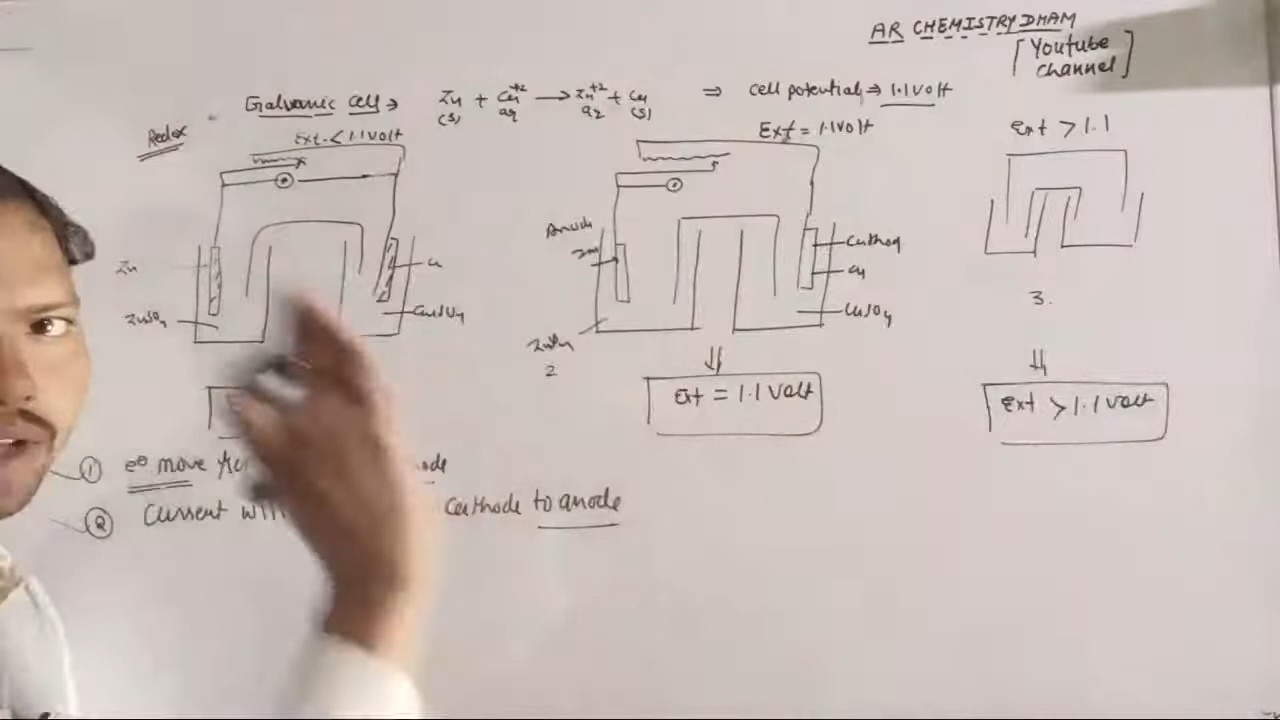 AR CHEMISTRY DHAM
[Youtube channel]
Galvanic cell → Zn (s) + Cu+2 aq → Zn+2 aq + Cu (s) ⇒ cell potential → 1.1 volt
Redox
Ext < 1.1 volt
Ext = 1.1 volt
Ext > 1.1
Zn
Cu
ZnSO4
CuSO4
Anode
Zn
Cathod
Cu
CuSO4
2
3.
Ext = 1.1 volt
Ext > 1.1 volt
① e⊖ move
② Current
Cathode to anode